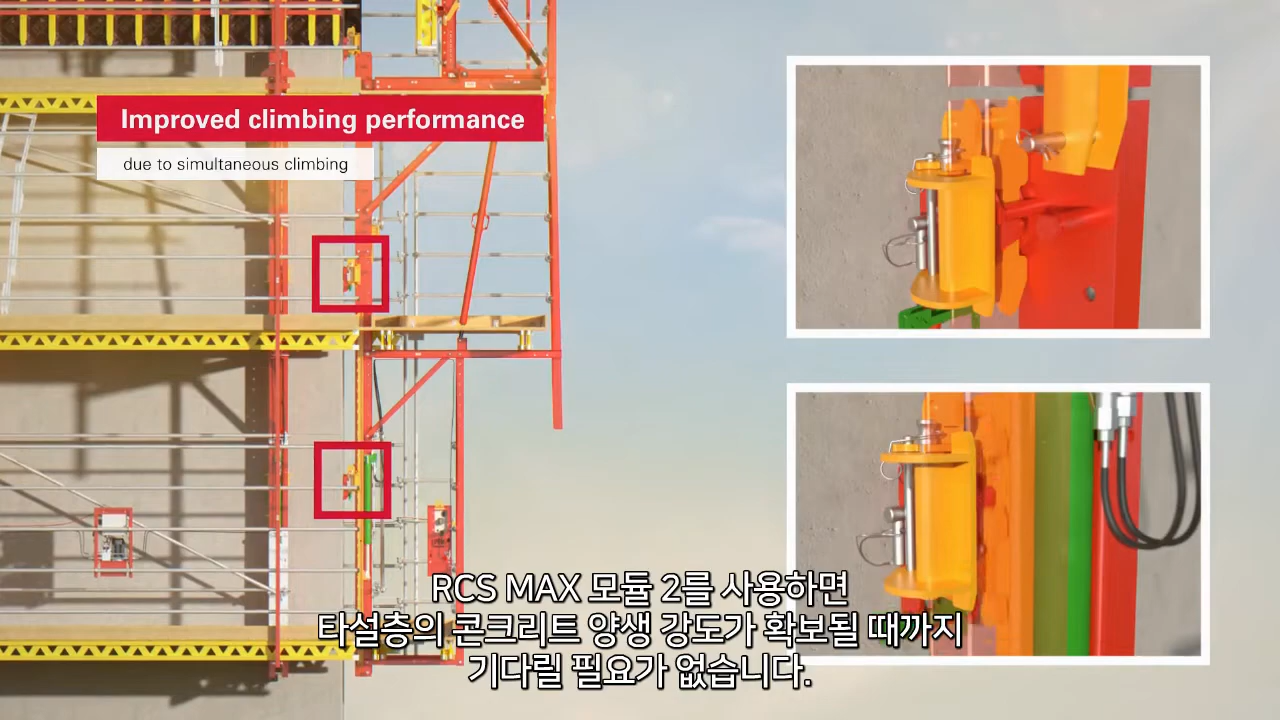 Improved climbing performance
due to simultaneous climbing
RCS MAX 모듈 2를 사용하면
타설층의 콘크리트 양생 강도가 확보될 때까지
기다릴 필요가 없습니다.